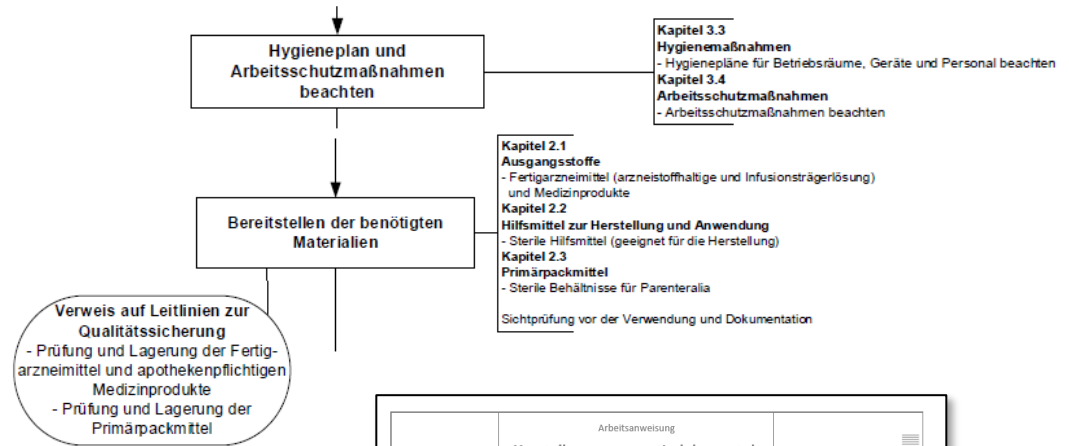 Hygieneplan und
Arbeitsschutzmaßnahmen
beachten
Kapitel 3.3
Hygienemaßnahmen
- Hygienepläne für Betriebsräume, Geräte und Personal beachten
Kapitel 3.4
Arbeitsschutzmaßnahmen
- Arbeitsschutzmaßnahmen beachten
Bereitstellen der benötigten
Materialien
Kapitel 2.1
Ausgangsstoffe
- Fertigarzneimittel (arzneistoffhaltige und Infusionsträgerlösung)
und Medizinprodukte
Kapitel 2.2
Hilfsmittel zur Herstellung und Anwendung
- Sterile Hilfsmittel (geeignet für die Herstellung)
Kapitel 2.3
Primärpackmittel
- Sterile Behältnisse für Parenteralia
Sichtprüfung vor der Verwendung und Dokumentation
Verweis auf Leitlinien zur
Qualitätssicherung
- Prüfung und Lagerung der Fertig-
arzneimittel und apothekenpflichtigen
Medizinprodukte
- Prüfung und Lagerung der
Primärpackmittel
Arbeitsanweisung